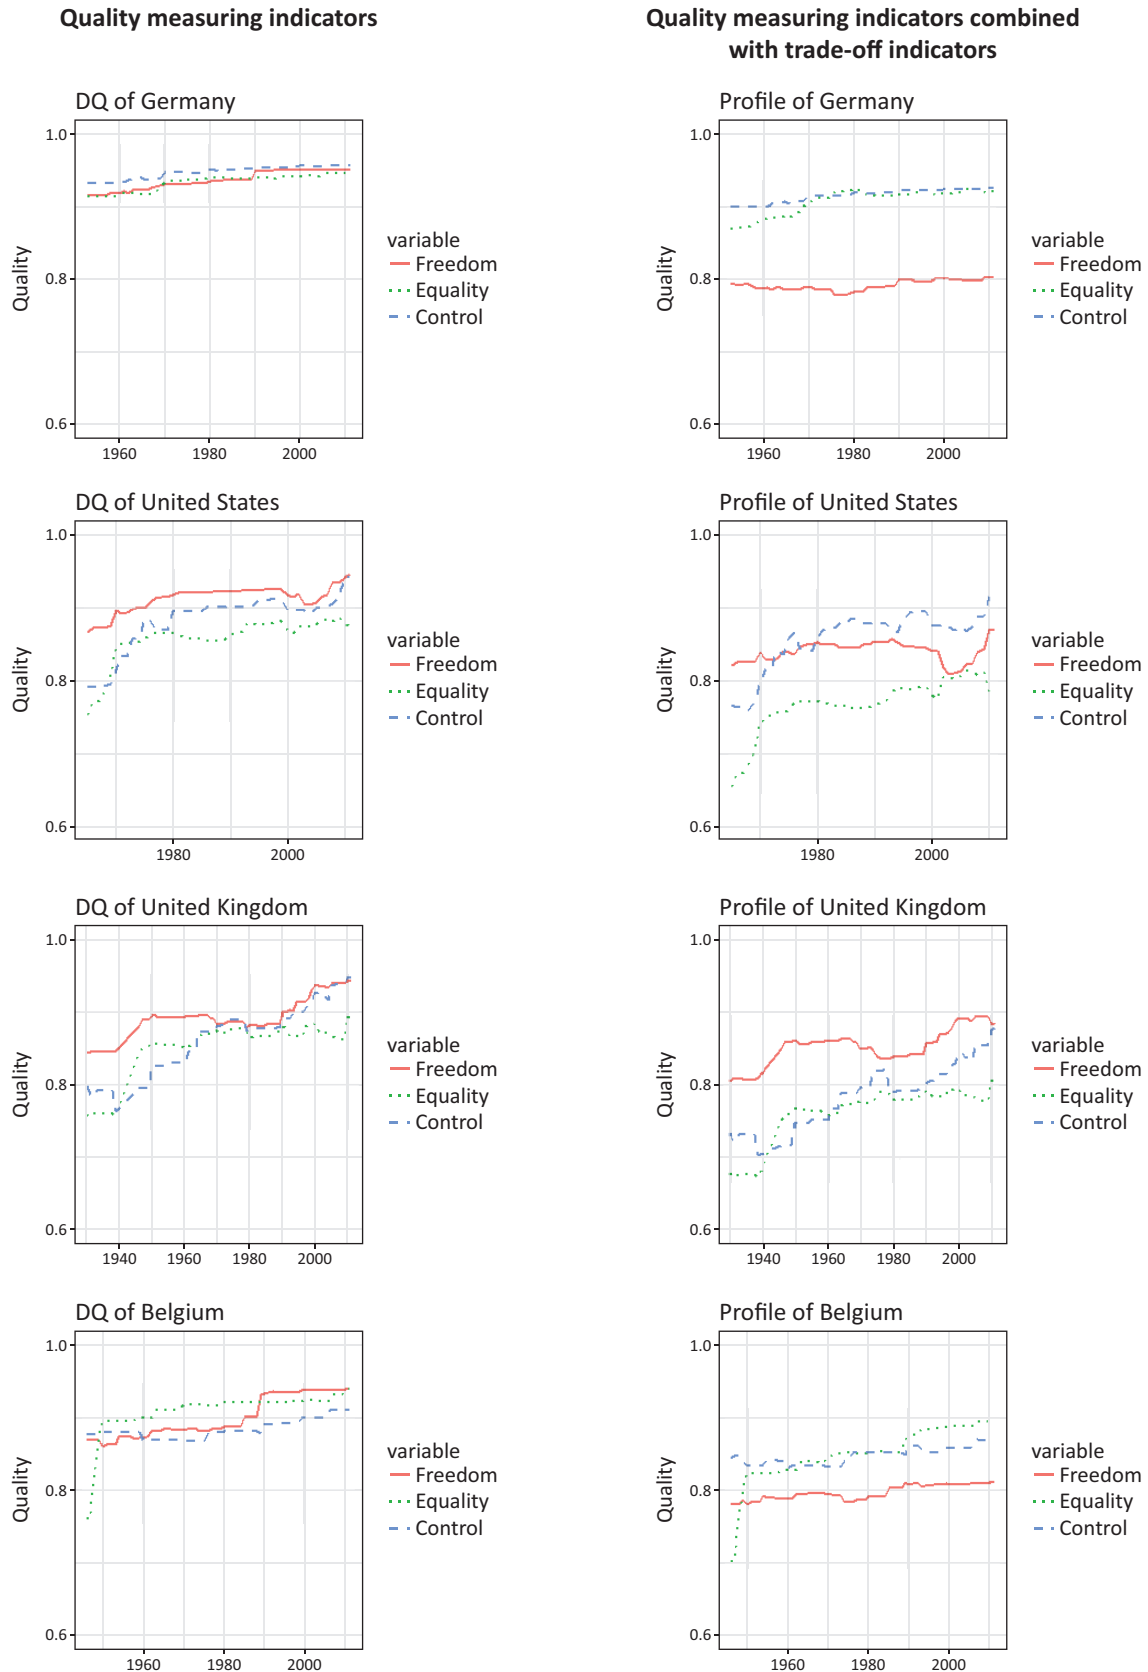 Quality measuring indicators
Quality measuring indicators combined
with trade-off indicators
DQ of Germany
1.0
0.8
0.6
Quality
1960
1980
2000
variable
Freedom
Equality
Control
Profile of Germany
1.0
0.8
0.6
Quality
1960
1980
2000
variable
Freedom
Equality
Control
DQ of United States
1.0
0.8
0.6
Quality
1980
2000
variable
Freedom
Equality
Control
Profile of United States
1.0
0.8
0.6
Quality
1980
2000
variable
Freedom
Equality
Control
DQ of United Kingdom
1.0
0.8
0.6
Quality
1940
1960
1980
2000
variable
Freedom
Equality
Control
Profile of United Kingdom
1.0
0.8
0.6
Quality
1940
1960
1980
2000
variable
Freedom
Equality
Control
DQ of Belgium
1.0
0.8
0.6
Quality
1960
1980
2000
variable
Freedom
Equality
Control
Profile of Belgium
1.0
0.8
0.6
Quality
1960
1980
2000
variable
Freedom
Equality
Control